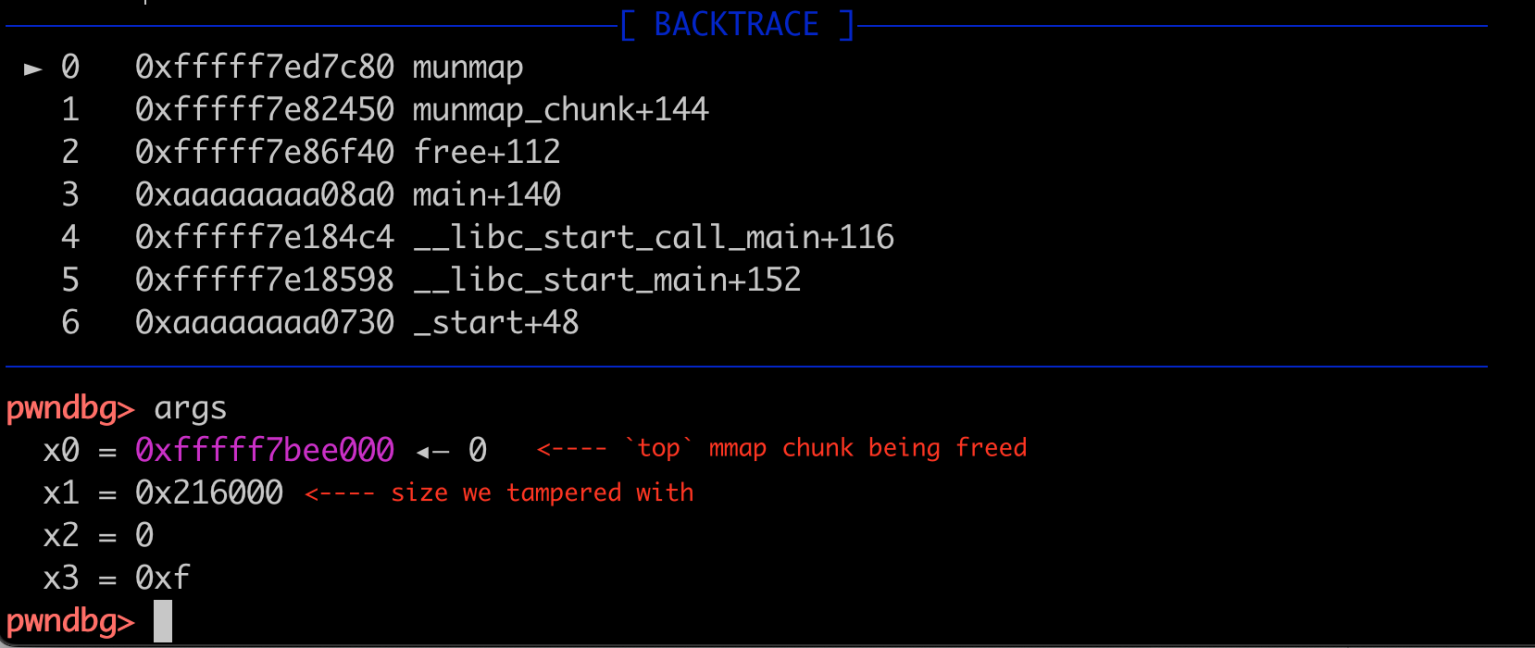 [ BACKTRACE ]
► 0   0xfffff7ed7c80 munmap
1   0xfffff7e82450 munmap_chunk+144
2   0xfffff7e86f40 free+112
3   0xaaaaaaaa08a0 main+140
4   0xfffff7e184c4 __libc_start_call_main+116
5   0xfffff7e18598 __libc_start_main+152
6   0xaaaaaaaa0730 _start+48
pwndbg> args
x0 = 0xfffff7bee000 ◂— 0   <---- `top` mmap chunk being freed
x1 = 0x216000 <---- size we tampered with
x2 = 0
x3 = 0xf
pwndbg>